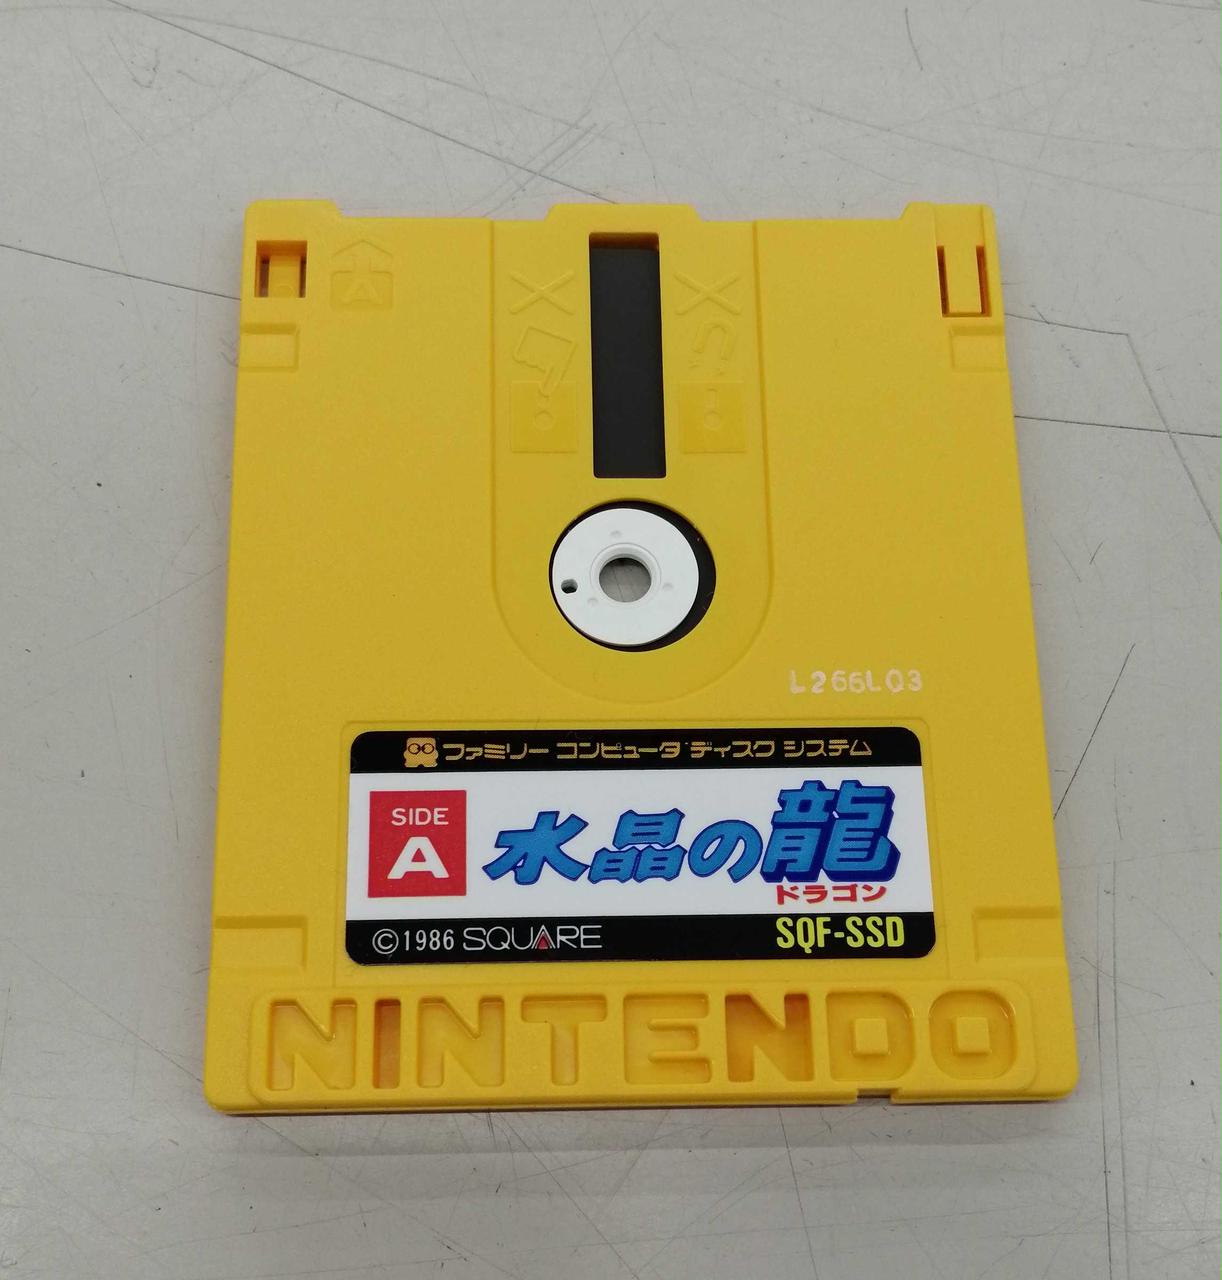 A
L266L03
ファミリー コンピュータ ディスク システム
SIDE
A
水晶の龍
ドラゴン
©1986 SQUARE
SQF-SSD
NINTENDO